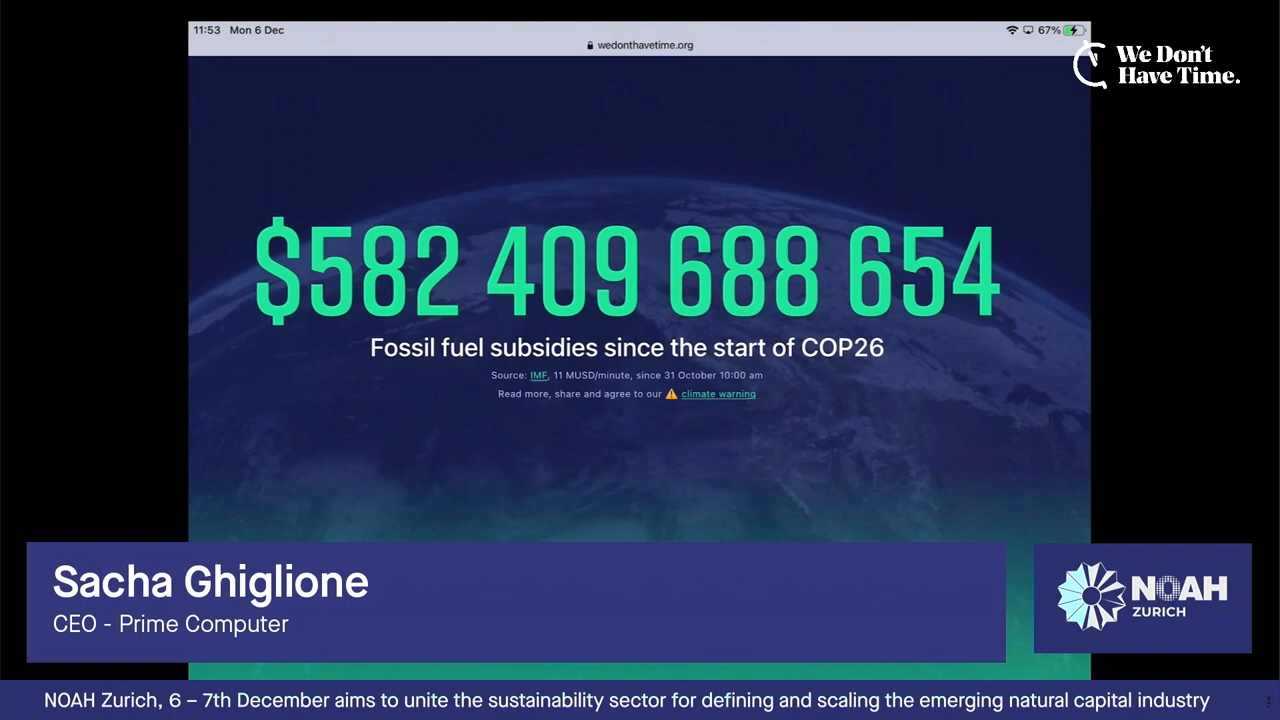 11:53 Mon 6 Dec
67%
wedonthavetime.org
We Don't
Have Time.
$582 409 688 654
Fossil fuel subsidies since the start of COP26
Source: IMF, 11 MUSD/minute, since 31 October 10:00 am
Read more, share and agree to our ⚠ climate warning
Sacha Ghiglione
CEO - Prime Computer
NOAH
ZURICH
NOAH Zurich, 6 – 7th December aims to unite the sustainability sector for defining and scaling the emerging natural capital industry